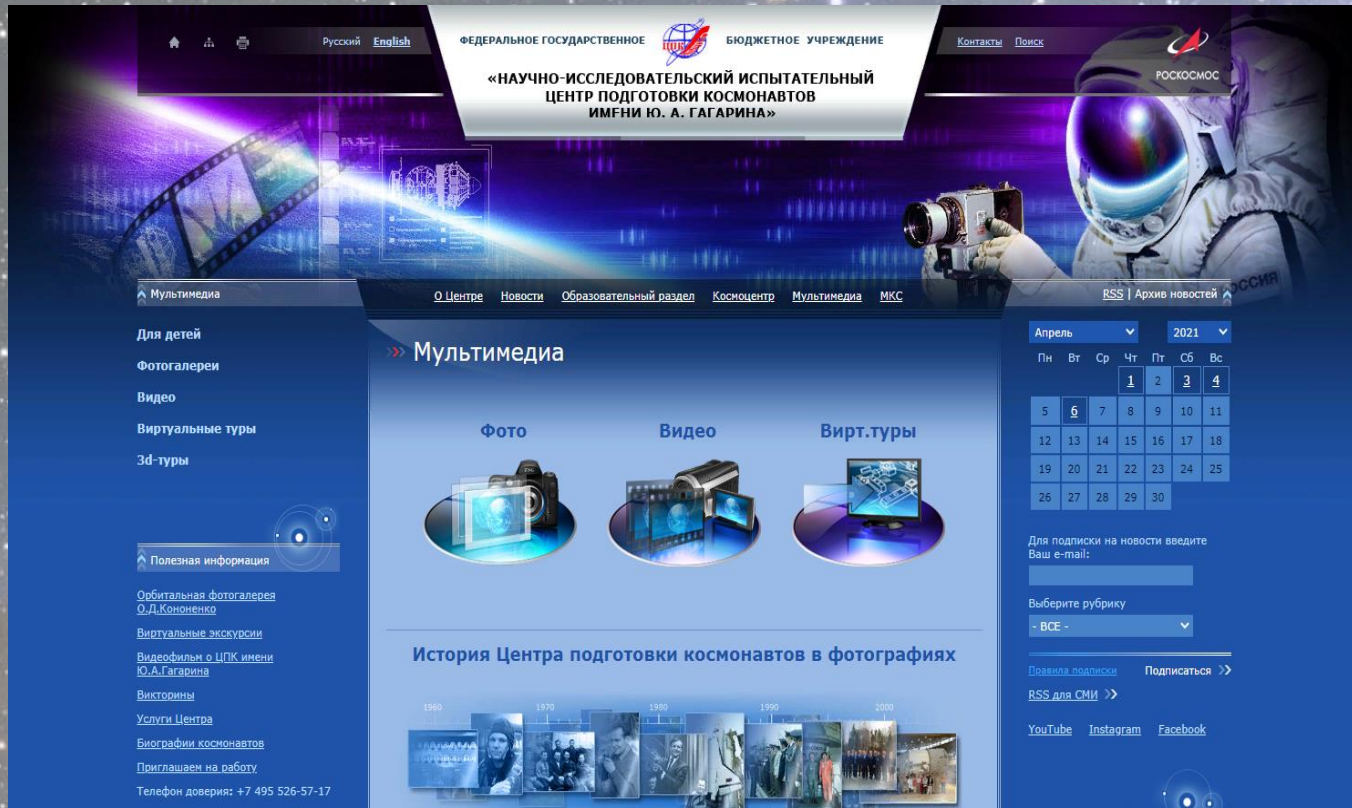 Русский English
ФЕДЕРАЛЬНОЕ ГОСУДАРСТВЕННОЕ ЦПК БЮДЖЕТНОЕ УЧРЕЖДЕНИЕ
«НАУЧНО-ИССЛЕДОВАТЕЛЬСКИЙ ИСПЫТАТЕЛЬНЫЙ
ЦЕНТР ПОДГОТОВКИ КОСМОНАВТОВ
ИМЕНИ Ю. А. ГАГАРИНА»
Контакты Поиск
РОСКОСМОС
РОССИЯ
Мультимедиа
О Центре Новости Образовательный раздел Космоцентр Мультимедиа МКС
RSS | Архив новостей
Для детей
Фотогалереи
Видео
Виртуальные туры
3d-туры
Полезная информация
Орбитальная фотогалерея
О.Д.Кононенко
Виртуальные экскурсии
Видеофильм о ЦПК имени
Ю.А.Гагарина
Викторины
Услуги Центра
Биографии космонавтов
Приглашаем на работу
Телефон доверия: +7 495 526-57-17
Мультимедиа
Фото Видео Вирт.туры
История Центра подготовки космонавтов в фотографиях
1960 1970 1980 1990 2000
Апрель 2021
Пн Вт Ср Чт Пт Сб Вс
1 2 3 4
5 6 7 8 9 10 11
12 13 14 15 16 17 18
19 20 21 22 23 24 25
26 27 28 29 30
Для подписки на новости введите
Ваш e-mail:
Выберите рубрику
- ВСЕ -
Правила подписки Подписаться
RSS для СМИ
YouTube Instagram Facebook